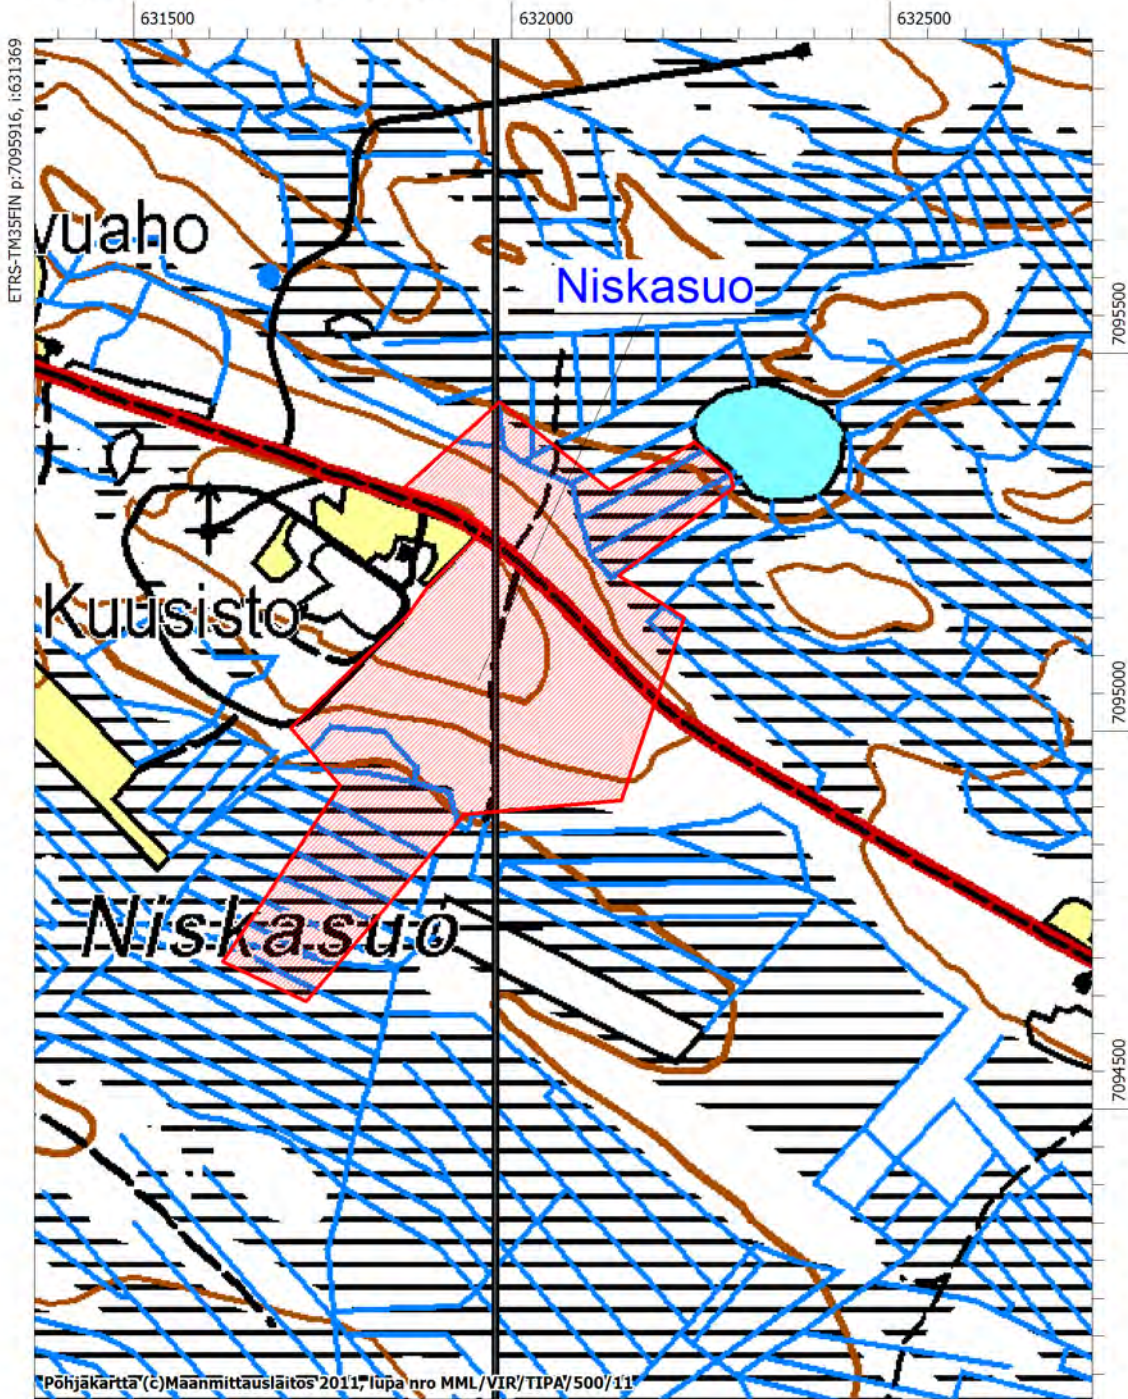 631500
632000
632500
ETRS-TM35FIN p:7095916, i:631369
vuaho
Niskasuo
7095500
Kuusisto
7095000
Niskasuo
7094500
Pohjakartta (c)Maanmittauslaitos 2011, lupa nro MML/VIR/TIPA/500/11